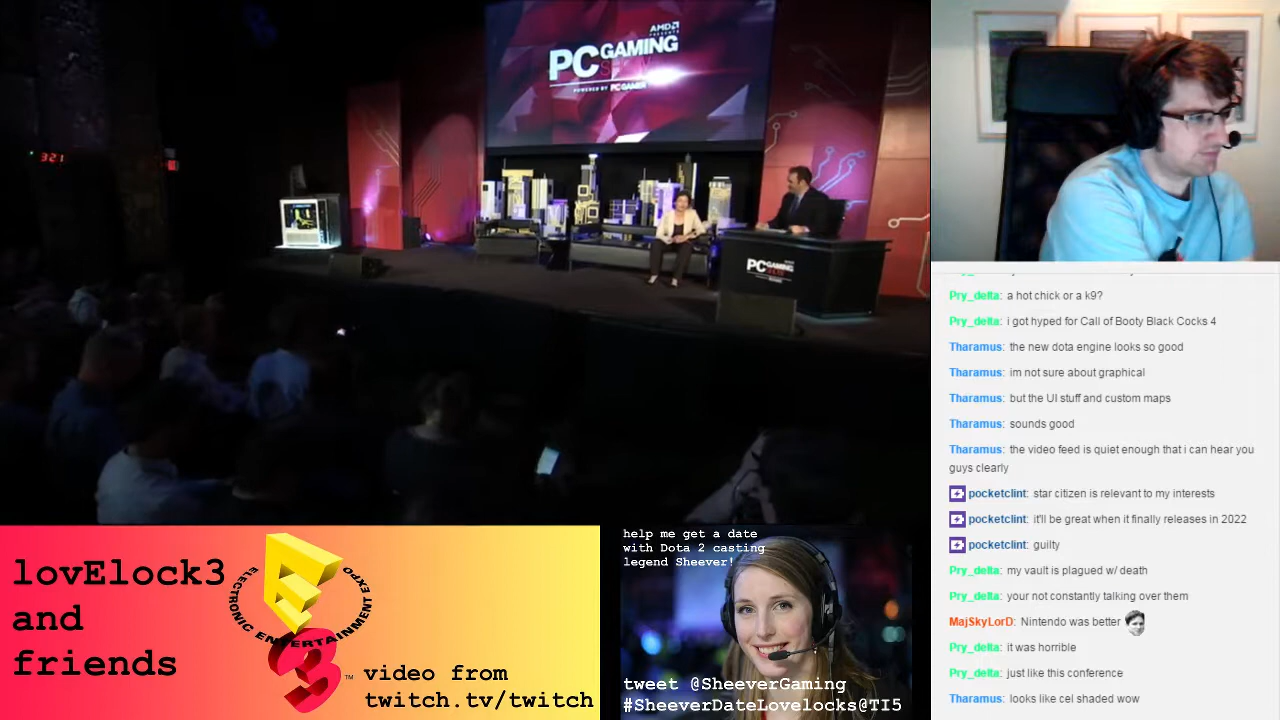 AMD
PRESENTS
PC GAMING
POWERED BY PC GAMER
321
PC GAMING
Pry_delta: a hot chick or a k9?
Pry_delta: i got hyped for Call of Booty Black Cocks 4
Tharamus: the new dota engine looks so good
Tharamus: im not sure about graphical
Tharamus: but the UI stuff and custom maps
Tharamus: sounds good
Tharamus: the video feed is quiet enough that i can hear you
guys clearly
pocketclint: star citizen is relevant to my interests
pocketclint: it'll be great when it finally releases in 2022
pocketclint: guilty
Pry_delta: my vault is plagued w/ death
Pry_delta: your not constantly talking over them
MajSkyLorD: Nintendo was better
Pry_delta: it was horrible
Pry_delta: just like this conference
Tharamus: looks like cel shaded wow
lovElock3
and
friends
E3
ELECTRONIC ENTERTAINMENT EXPO
TM
video from
twitch.tv/twitch
help me get a date
with Dota 2 casting
legend Sheever!
tweet @SheeverGaming
#SheeverDateLovelocks@TI5